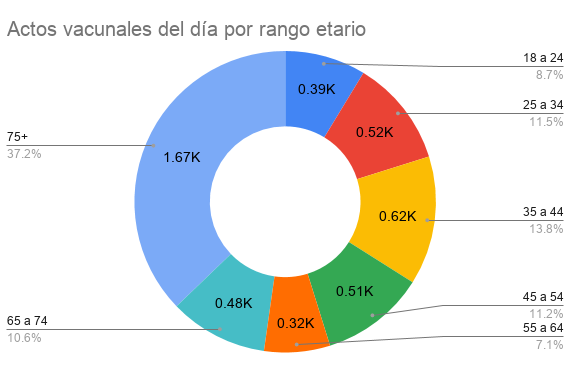 Actos vacunales del día por rango etario
18 a 24
8.7%
0.39K
25 a 34
11.5%
0.52K
75+
37.2%
1.67K
35 a 44
13.8%
0.62K
45 a 54
11.2%
0.51K
65 a 74
10.6%
0.48K
55 a 64
7.1%
0.32K